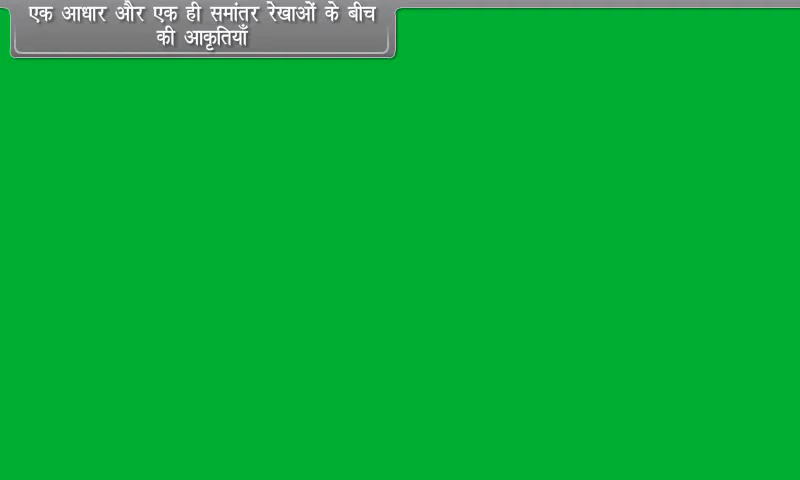 एक आधार और एक ही समांतर रेखाओं के बीच
की आकृतियाँ